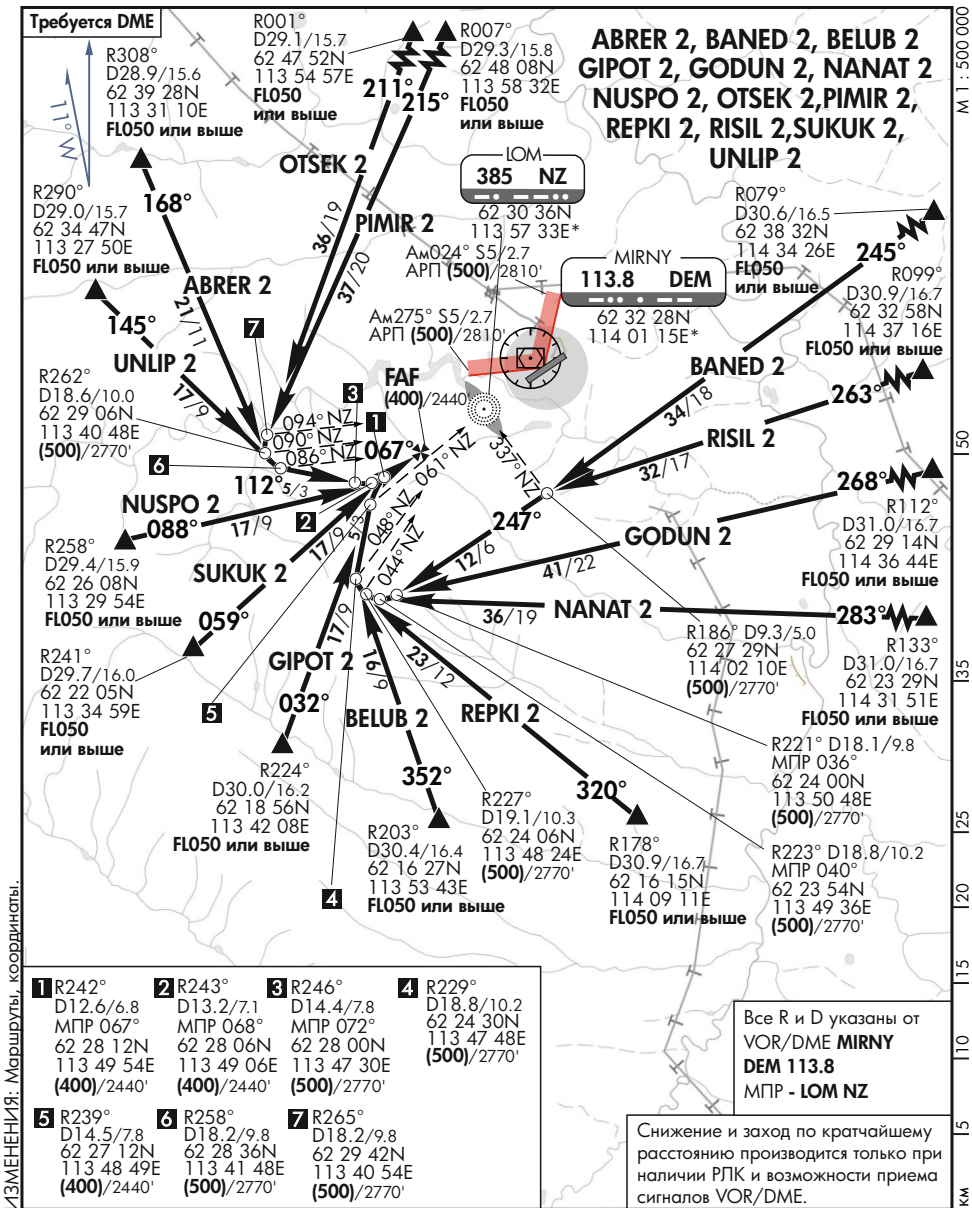 Требуется DME
R308°
D28.9/15.6
62 39 28N
113 31 10E
FL050 или выше
11° W
R001°
D29.1/15.7
62 47 52N
113 54 57E
FL050
или выше
211°
215°
R007°
D29.3/15.8
62 48 08N
113 58 32E
FL050
или выше
ABRER 2, BANED 2, BELUB 2
GIPOT 2, GODUN 2, NANAT 2
NUSPO 2, OTSEK 2,PIMIR 2,
REPKI 2, RISIL 2,SUKUK 2,
UNLIP 2
М 1 : 500 000
OTSEK 2
36/19
PIMIR 2
37/20
LOM
385 NZ
62 30 36N
113 57 33E*
R079°
D30.6/16.5
62 38 32N
114 34 26E
FL050
или выше
245°
R290°
D29.0/15.7
62 34 47N
113 27 50E
FL050 или выше
168°
ABRER 2
21/11
Ам024° S5/2.7
АРП (500)/2810'
MIRNY
113.8 DEM
62 32 28N
114 01 15E*
R099°
D30.9/16.7
62 32 58N
114 37 16E
FL050 или выше
Ам275° S5/2.7
АРП (500)/2810'
145°
UNLIP 2
17/9
7
R262°
D18.6/10.0
62 29 06N
113 40 48E
(500)/2770'
FAF
(400)/2440'
3
1
BANED 2
34/18
263°
RISIL 2
32/17
094° NZ
090° NZ
086° NZ
067°
061° NZ
337° NZ
6
112°
5/3
2
NUSPO 2
088°
17/9
R258°
D29.4/15.9
62 26 08N
113 29 54E
FL050 или выше
17/9
5/3
048° NZ
044° NZ
247°
12/6
268°
R112°
D31.0/16.7
62 29 14N
114 36 44E
FL050 или выше
GODUN 2
41/22
SUKUK 2
059°
NANAT 2
36/19
283°
R241°
D29.7/16.0
62 22 05N
113 34 59E
FL050
или выше
GIPOT 2
17/9
032°
5
16/9
23/12
R186° D9.3/5.0
62 27 29N
114 02 10E
(500)/2770'
R133°
D31.0/16.7
62 23 29N
114 31 51E
FL050 или выше
BELUB 2
352°
REPKI 2
320°
R221° D18.1/9.8
МПР 036°
62 24 00N
113 50 48E
(500)/2770'
R224°
D30.0/16.2
62 18 56N
113 42 08E
FL050 или выше
R203°
D30.4/16.4
62 16 27N
113 53 43E
FL050 или выше
R227°
D19.1/10.3
62 24 06N
113 48 24E
(500)/2770'
R178°
D30.9/16.7
62 16 15N
114 09 11E
FL050 или выше
R223° D18.8/10.2
МПР 040°
62 23 54N
113 49 36E
(500)/2770'
4
1 R242°
D12.6/6.8
МПР 067°
62 28 12N
113 49 54E
(400)/2440'
2 R243°
D13.2/7.1
МПР 068°
62 28 06N
113 49 06E
(400)/2440'
3 R246°
D14.4/7.8
МПР 072°
62 28 00N
113 47 30E
(500)/2770'
4 R229°
D18.8/10.2
62 24 30N
113 47 48E
(500)/2770'
5 R239°
D14.5/7.8
62 27 12N
113 48 49E
(400)/2440'
6 R258°
D18.2/9.8
62 28 36N
113 41 48E
(500)/2770'
7 R265°
D18.2/9.8
62 29 42N
113 40 54E
(500)/2770'
Все R и D указаны от
VOR/DME MIRNY
DEM 113.8
МПР - LOM NZ
Снижение и заход по кратчайшему
расстоянию производится только при
наличии РЛК и возможности приема
сигналов VOR/DME.
ИЗМЕНЕНИЯ: Маршруты, координаты.
50
35
25
20
15
10
5
км